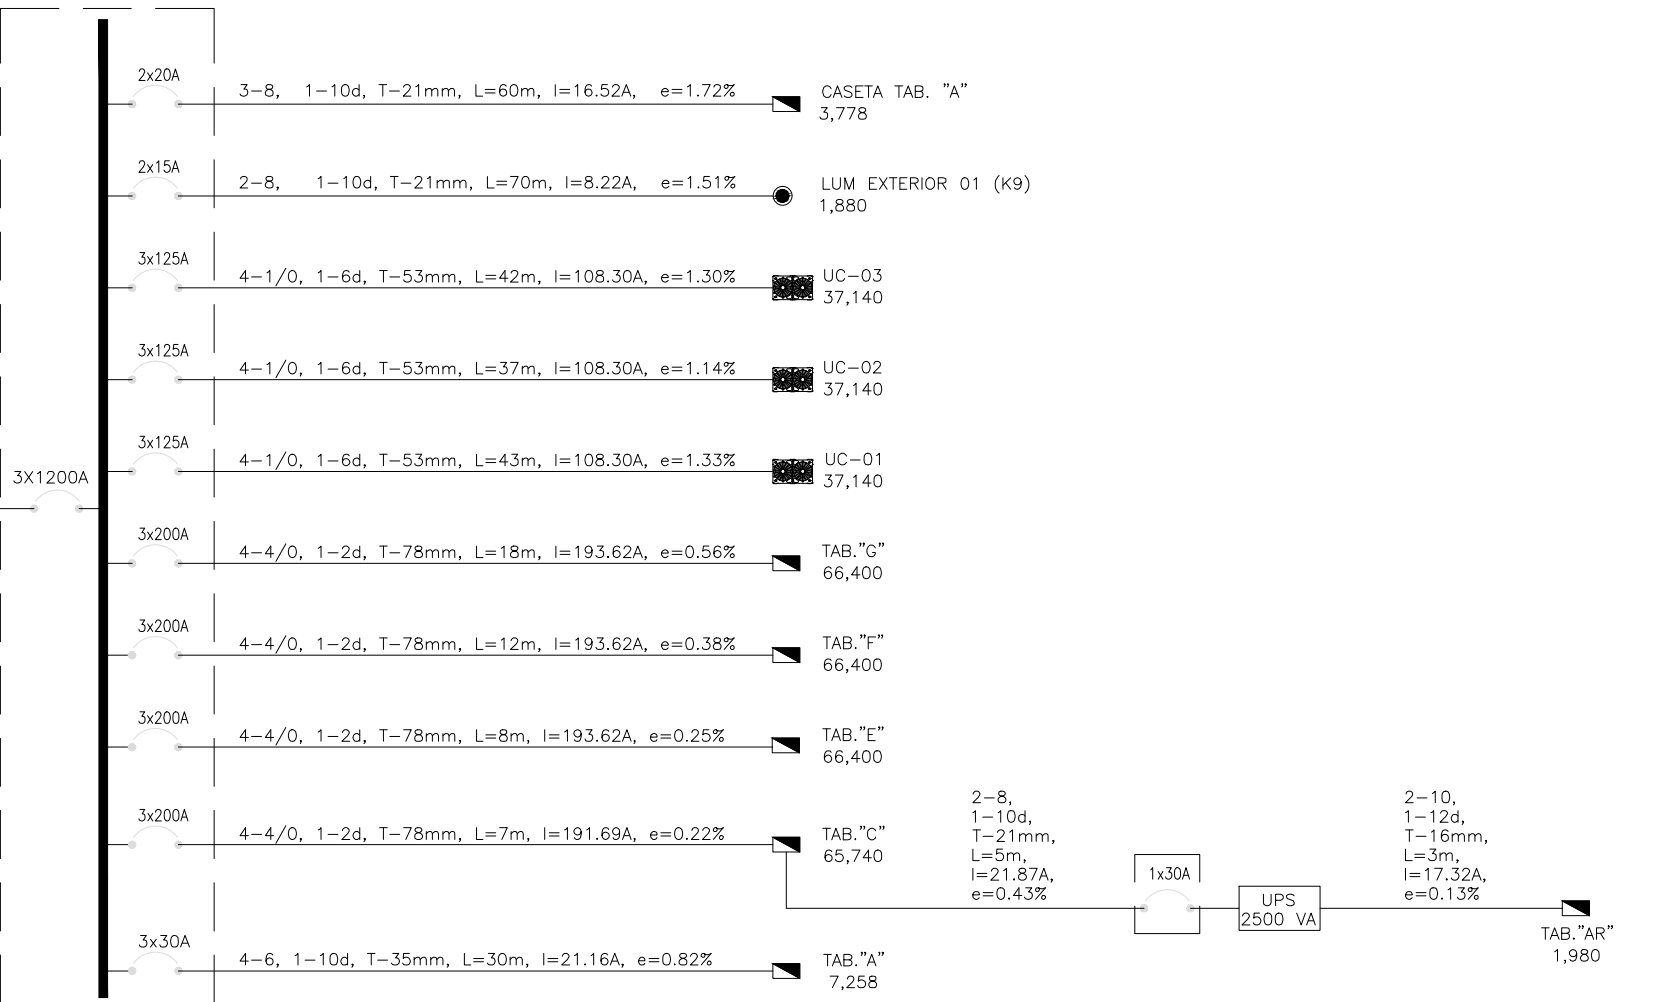 2x20A
3-8, 1-10d, T-21mm, L=60m, I=16.52A, e=1.72%
CASETA TAB. "A"
3,778
2x15A
2-8, 1-10d, T-21mm, L=70m, I=8.22A, e=1.51%
LUM EXTERIOR 01 (K9)
1,880
3x125A
4-1/0, 1-6d, T-53mm, L=42m, I=108.30A, e=1.30%
UC-03
37,140
3x125A
4-1/0, 1-6d, T-53mm, L=37m, I=108.30A, e=1.14%
UC-02
37,140
3x125A
4-1/0, 1-6d, T-53mm, L=43m, I=108.30A, e=1.33%
UC-01
37,140
3X1200A
3x200A
4-4/0, 1-2d, T-78mm, L=18m, I=193.62A, e=0.56%
TAB."G"
66,400
3x200A
4-4/0, 1-2d, T-78mm, L=12m, I=193.62A, e=0.38%
TAB."F"
66,400
3x200A
4-4/0, 1-2d, T-78mm, L=8m, I=193.62A, e=0.25%
TAB."E"
66,400
3x200A
4-4/0, 1-2d, T-78mm, L=7m, I=191.69A, e=0.22%
TAB."C"
65,740
2-8,
1-10d,
T-21mm,
L=5m,
I=21.87A,
e=0.43%
1x30A
UPS
2500 VA
2-10,
1-12d,
T-16mm,
L=3m,
I=17.32A,
e=0.13%
TAB."AR"
1,980
3x30A
4-6, 1-10d, T-35mm, L=30m, I=21.16A, e=0.82%
TAB."A"
7,258